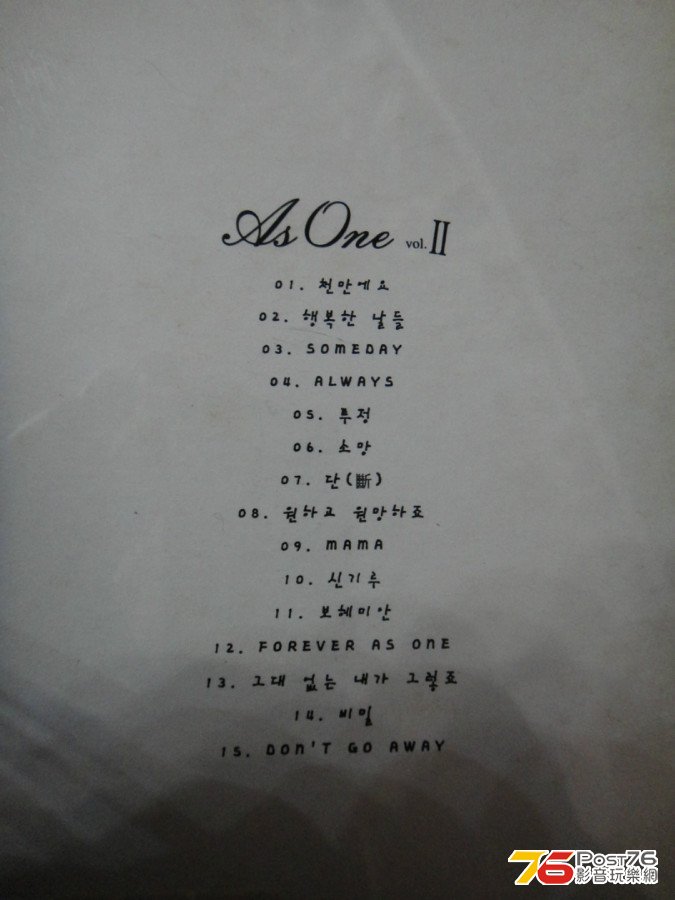 As One vol. II
01. 천만에요
02. 행복한 날들
03. SOMEDAY
04. ALWAYS
05. 투정
06. 소망
07. 단(斷)
08. 원하고 원망하죠
09. MAMA
10. 신기루
11. 보헤미안
12. FOREVER AS ONE
13. 그대 없는 내가 그렇죠
14. 비밀
15. DON'T GO AWAY
76 Post76
影音玩樂網